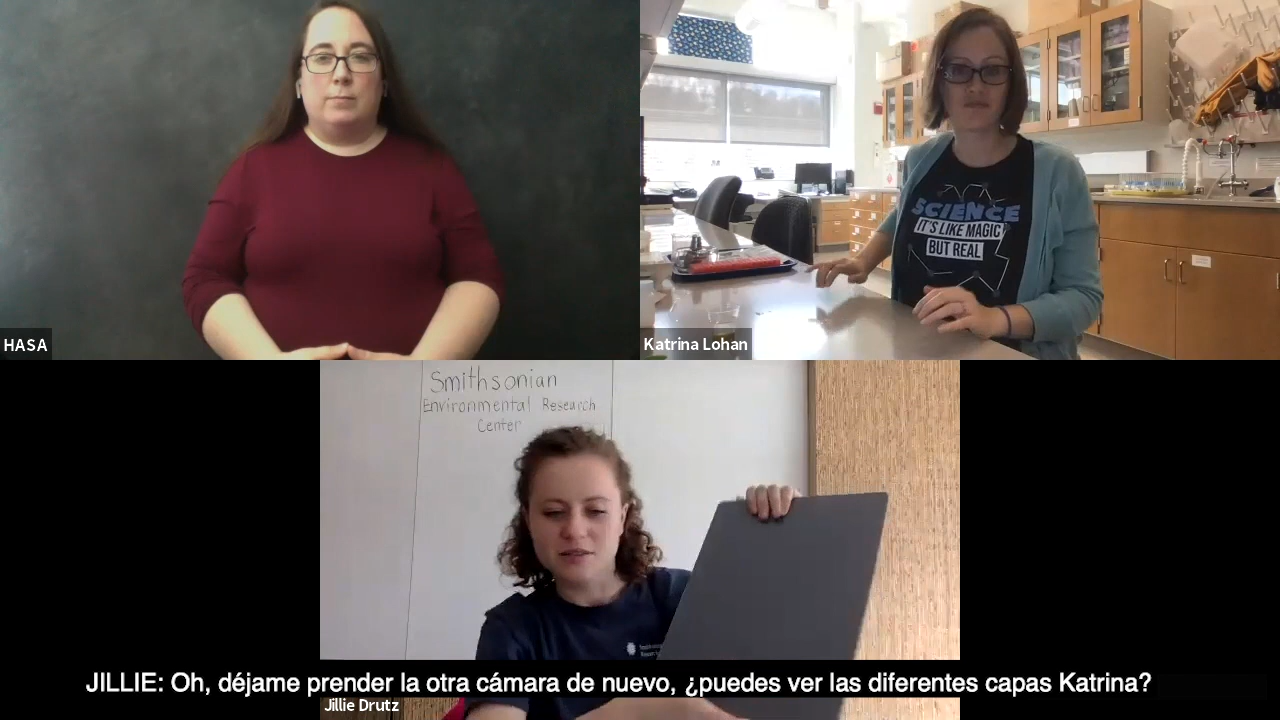 HASA
SCIENCE
IT'S LIKE MAGIC
BUT REAL
Katrina Lohan
Smithsonian
Environmental Research
Center
JILLIE: Oh, déjame prender la otra cámara de nuevo, ¿puedes ver las diferentes capas Katrina?
Jillie Drutz